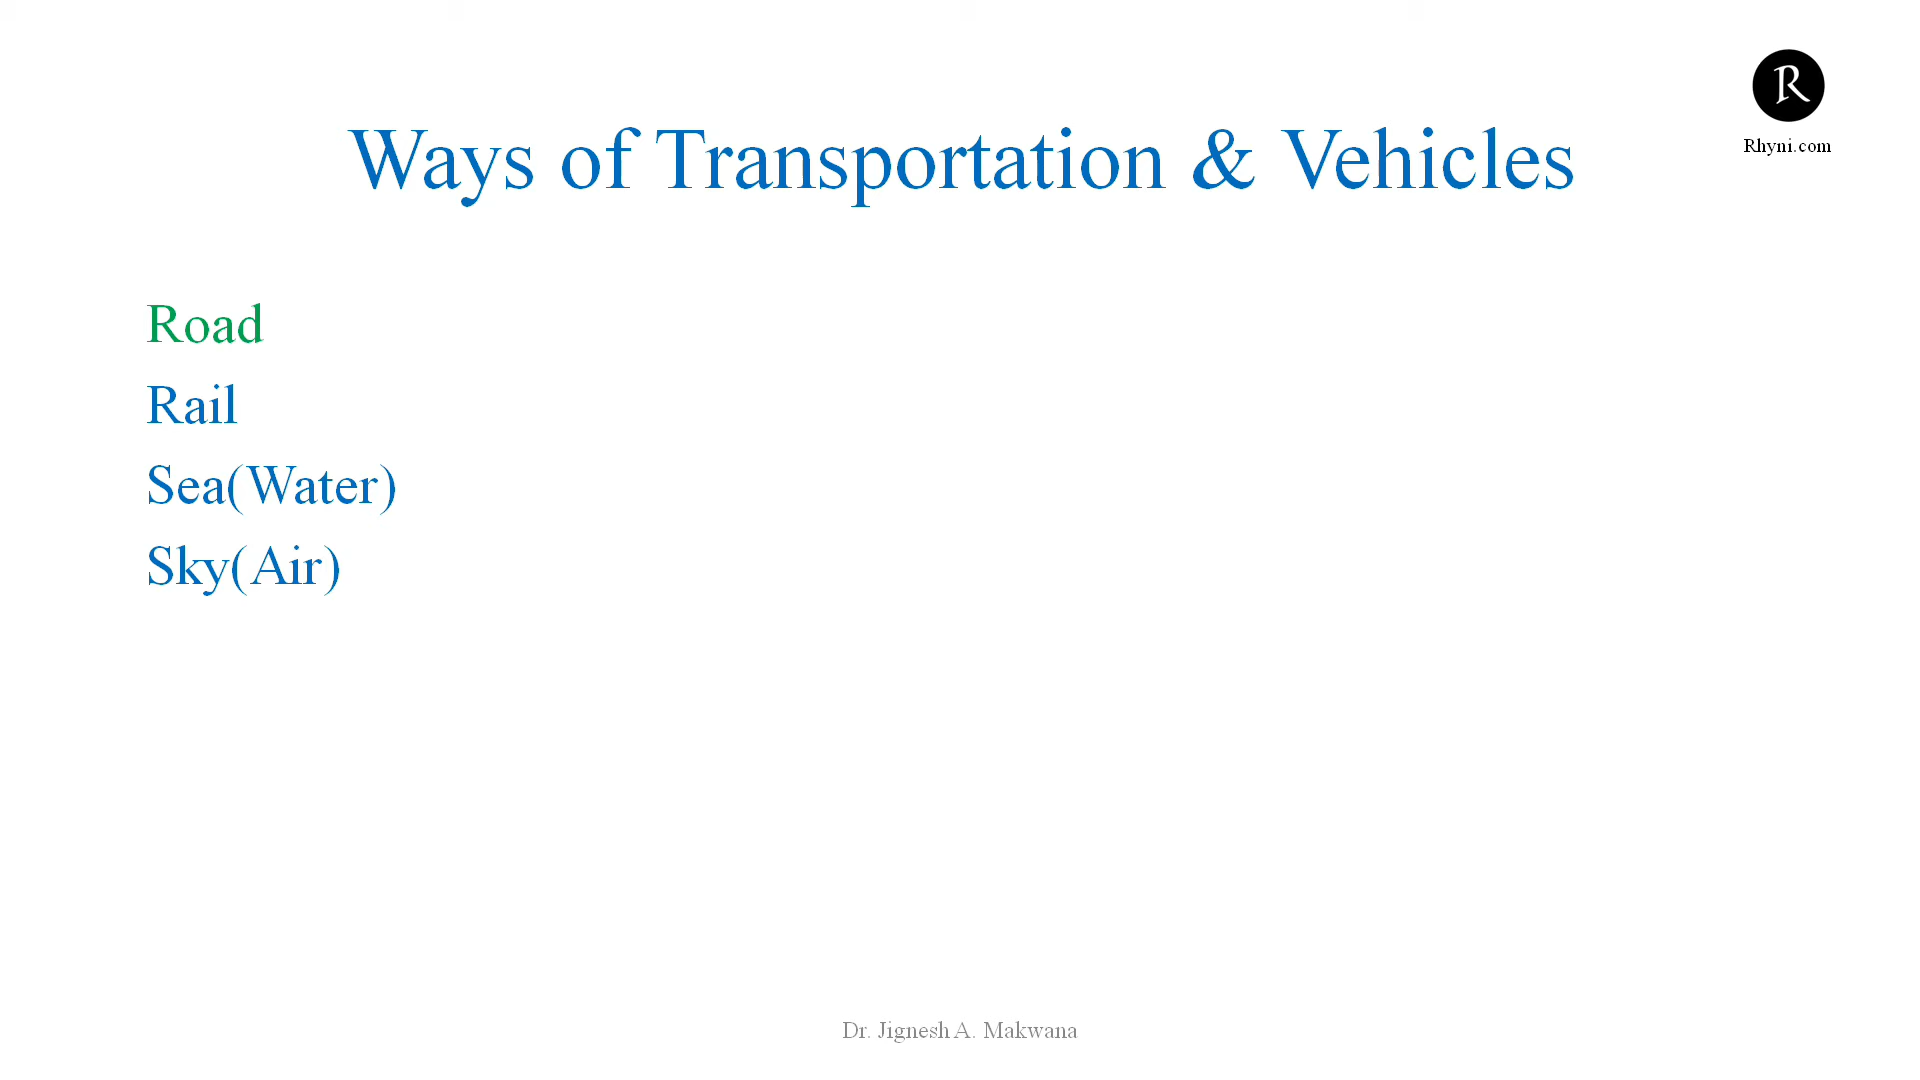 R
Rhyni.com
Ways of Transportation & Vehicles
Road
Rail
Sea(Water)
Sky(Air)
Dr. Jignesh A. Makwana